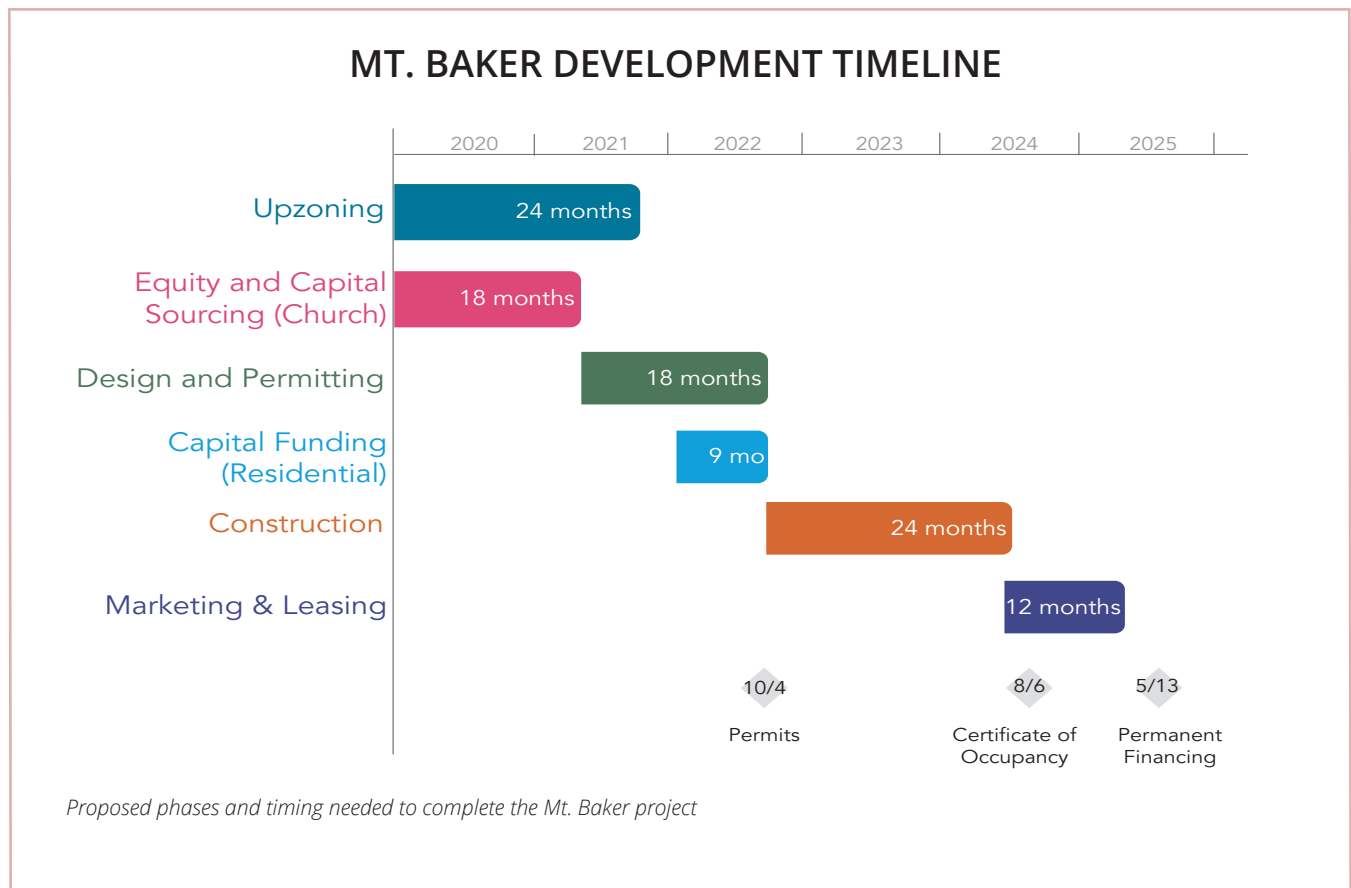 MT. BAKER DEVELOPMENT TIMELINE
2020 2021 2022 2023 2024 2025
Upzoning
24 months
Equity and Capital
Sourcing (Church)
18 months
Design and Permitting
18 months
Capital Funding
(Residential)
9 mo
Construction
24 months
Marketing & Leasing
12 months
10/4
Permits
8/6
Certificate of
Occupancy
5/13
Permanent
Financing
Proposed phases and timing needed to complete the Mt. Baker project